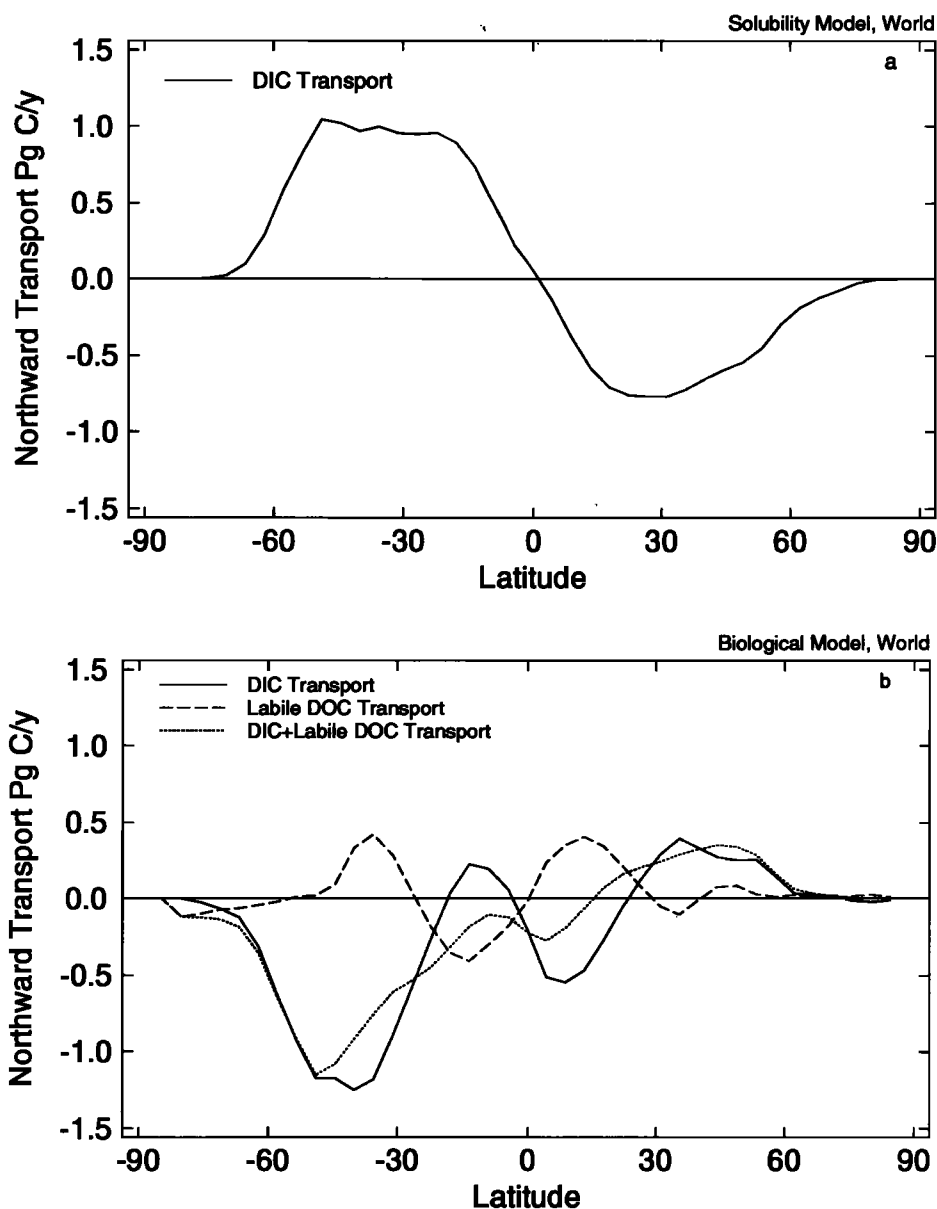 Solubility Model, World
a
DIC Transport
1.5
1.0
0.5
0.0
-0.5
-1.0
-1.5
Northward Transport Pg C/y
-90 -60 -30 0 30 60 90
Latitude
Biological Model, World
b
DIC Transport
Labile DOC Transport
DIC+Labile DOC Transport
1.5
1.0
0.5
0.0
-0.5
-1.0
-1.5
Northward Transport Pg C/y
-90 -60 -30 0 30 60 90
Latitude